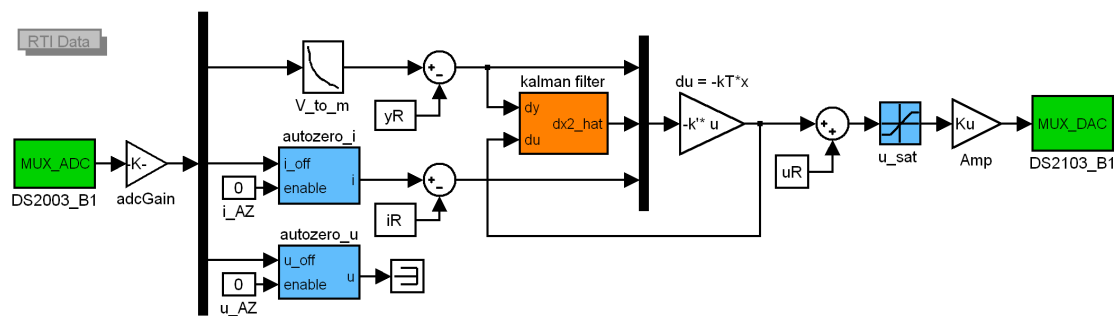 RTI Data
MUX_ADC
DS2003_B1
-K-
adcGain
V_to_m
yR
autozero_i
i_off
enable
i
0
i_AZ
iR
autozero_u
u_off
enable
u
0
u_AZ
kalman filter
dy
du
dx2_hat
du = -kT*x
-k'* u
uR
u_sat
Ku
Amp
MUX_DAC
DS2103_B1